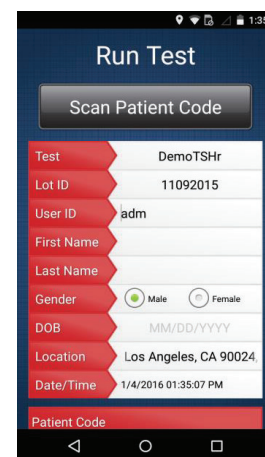 1:35
Run Test
Scan Patient Code
Test DemoTSHr
Lot ID 11092015
User ID adm
First Name
Last Name
Gender Male Female
DOB MM/DD/YYYY
Location Los Angeles, CA 90024,
Date/Time 1/4/2016 01:35:07 PM
Patient Code